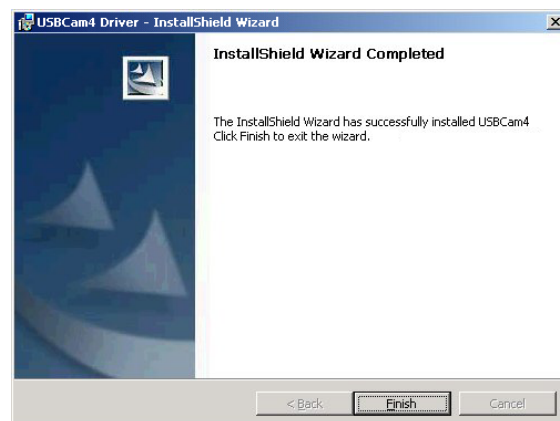 USBCam4 Driver - InstallShield Wizard
InstallShield Wizard Completed
The InstallShield Wizard has successfully installed USBCam4
Click Finish to exit the wizard.
< Back
Finish
Cancel